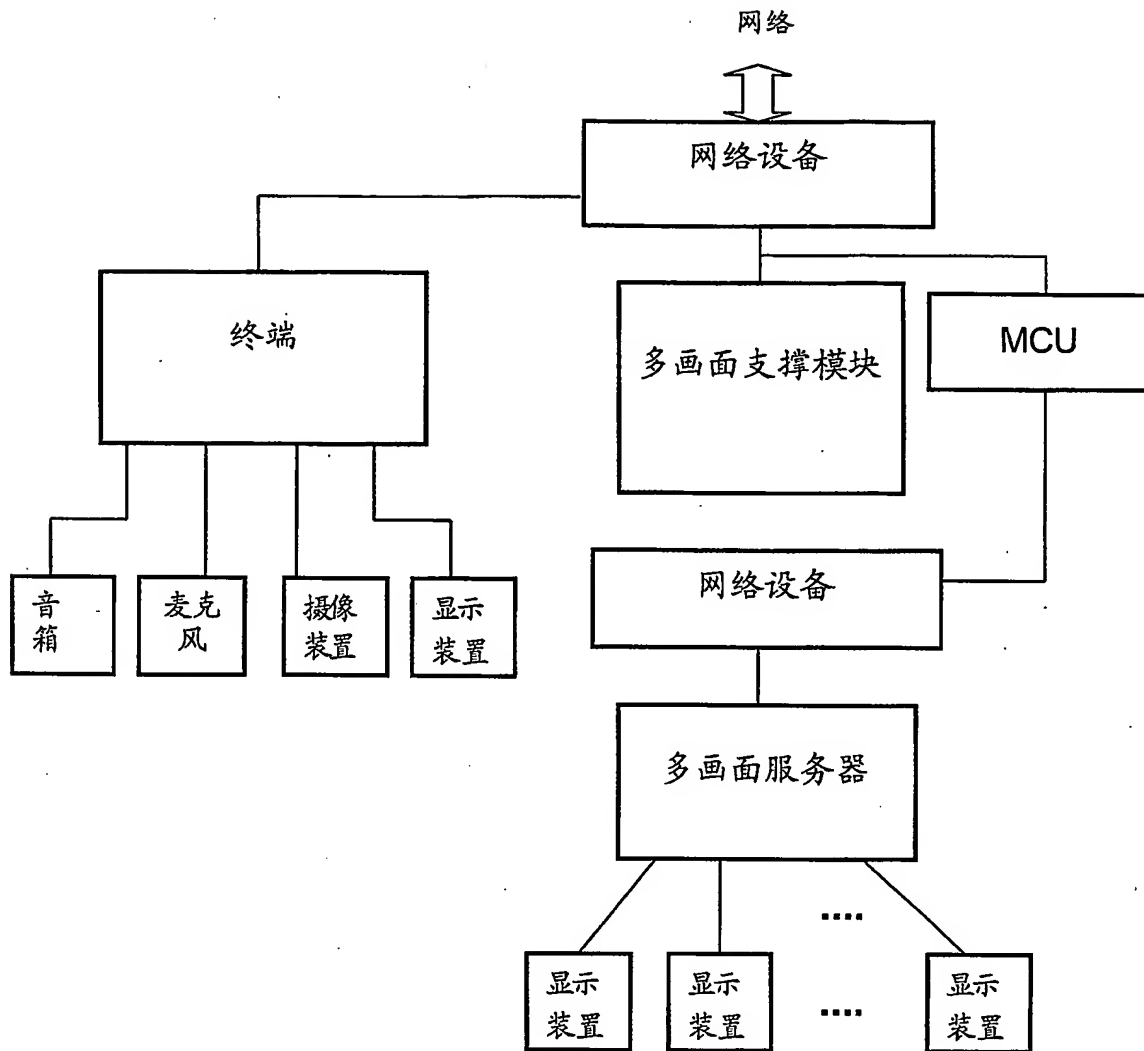 网络
网络设备
终端
多画面支撑模块
MCU
音
箱
麦克
风
摄像
装置
显示
装置
网络设备
多画面服务器
....
显示
装置
显示
装置
....
显示
装置